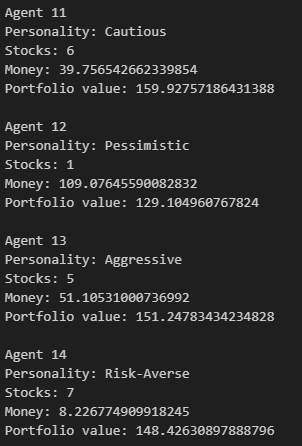 Agent 11
Personality: Cautious
Stocks: 6
Money: 39.756542662339854
Portfolio value: 159.92757186431388
Agent 12
Personality: Pessimistic
Stocks: 1
Money: 109.07645590082832
Portfolio value: 129.104960767824
Agent 13
Personality: Aggressive
Stocks: 5
Money: 51.10531000736992
Portfolio value: 151.24783434234828
Agent 14
Personality: Risk-Averse
Stocks: 7
Money: 8.226774909918245
Portfolio value: 148.42630897888796